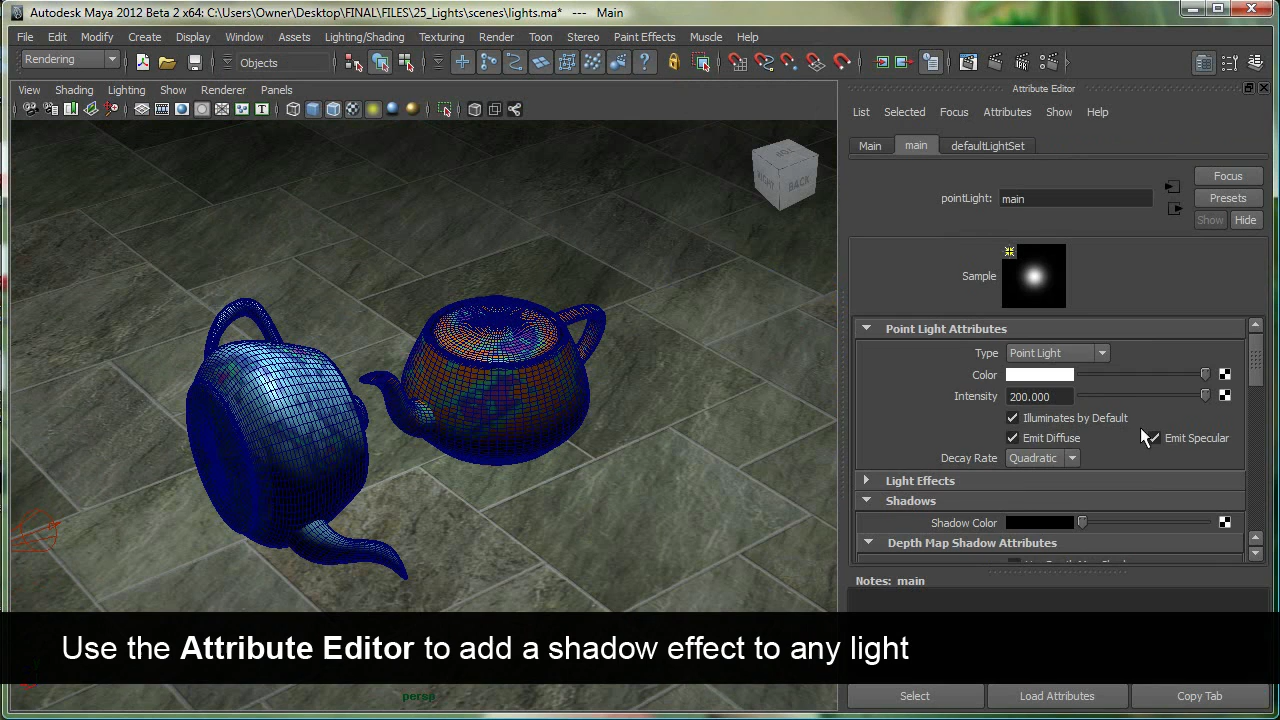 Autodesk Maya 2012 Beta 2 x64: C:\Users\Owner\Desktop\FINAL\FILES\25_Lights\scenes\lights.ma* --- Main
File Edit Modify Create Display Window Assets Lighting/Shading Texturing Render Toon Stereo Paint Effects Muscle Help
Rendering Objects
View Shading Lighting Show Renderer Panels
Attribute Editor
List Selected Focus Attributes Show Help
Main main defaultLightSet
TOP
RIGHT BACK
Focus
pointLight: main Presets
Show Hide
Sample
Point Light Attributes
Type Point Light
Color
Intensity 200.000
Illuminates by Default
Emit Diffuse Emit Specular
Decay Rate Quadratic
Light Effects
Shadows
Shadow Color
Depth Map Shadow Attributes
Notes: main
Use the Attribute Editor to add a shadow effect to any light
persp
Select Load Attributes Copy Tab